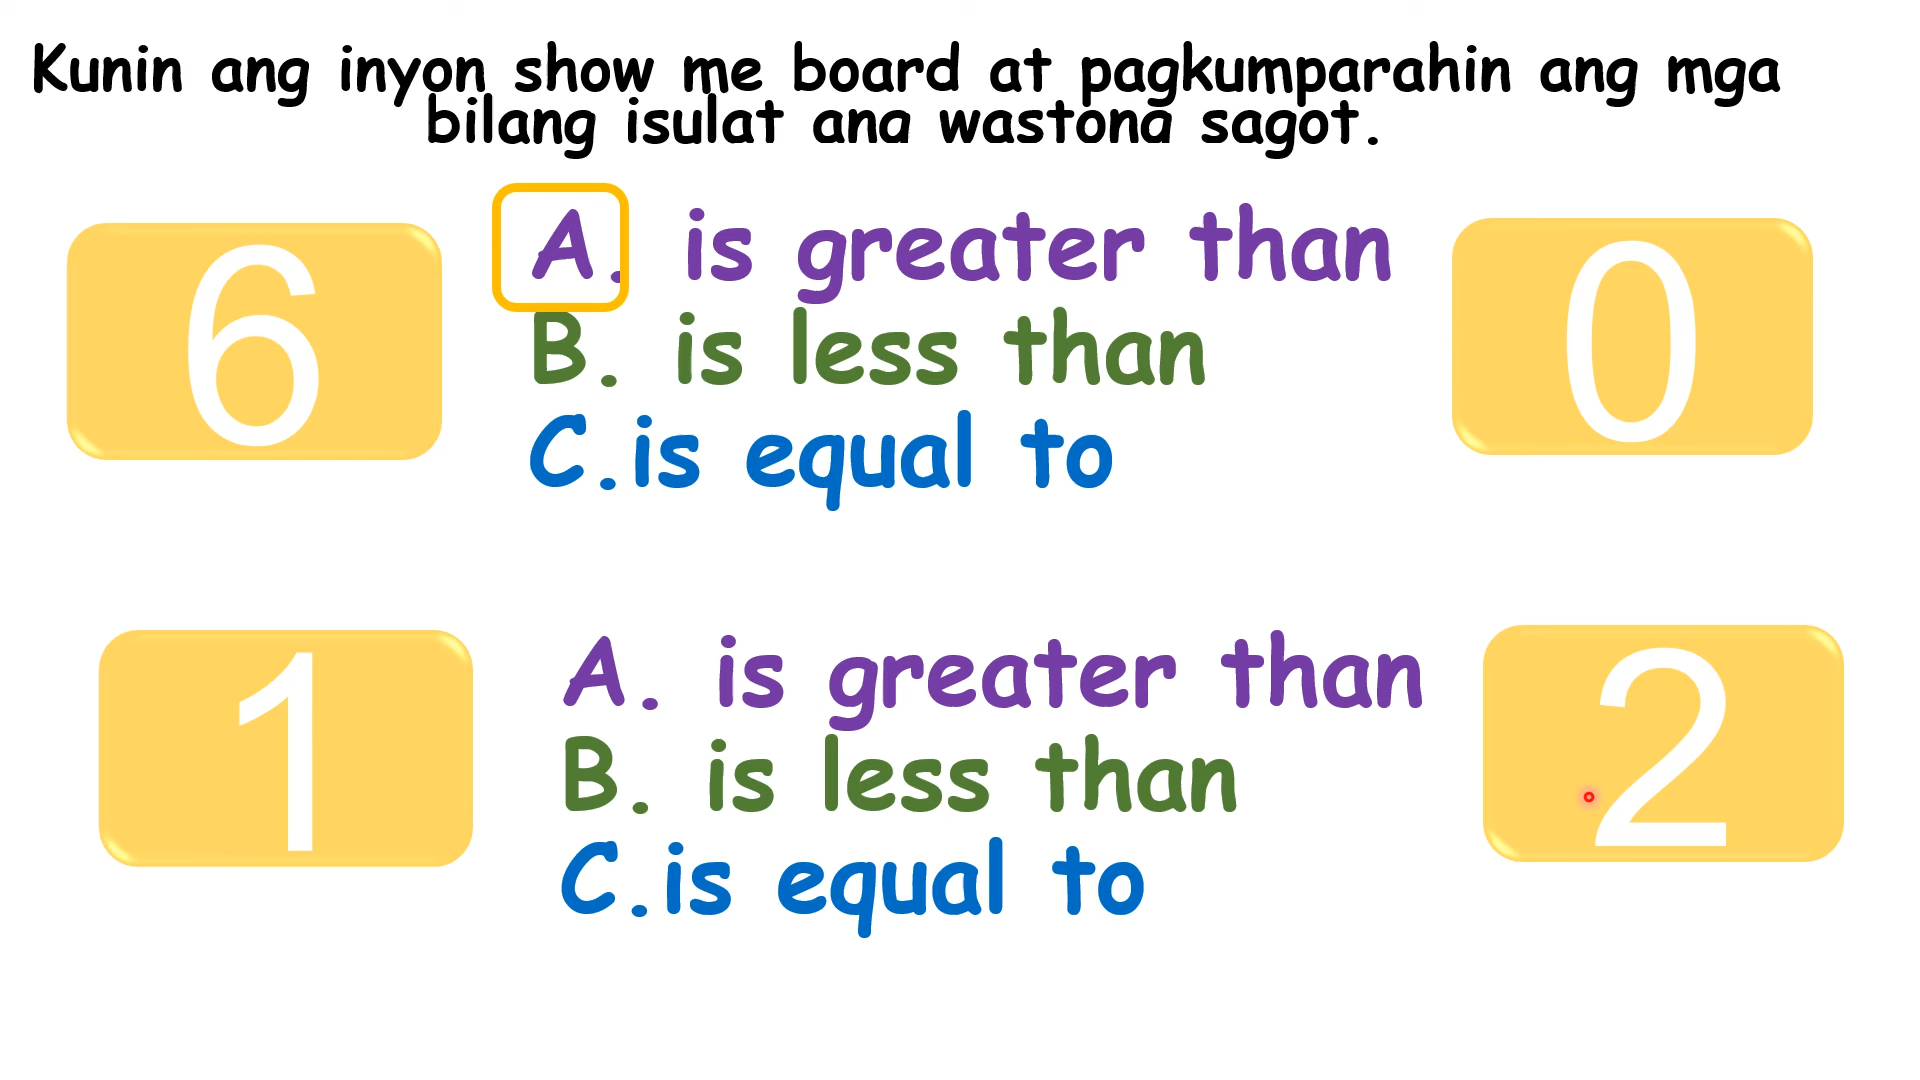 Kunin ang inyon show me board at pagkumparahin ang mga
bilang isulat ang wastong sagot.
6
A. is greater than
B. is less than
C.is equal to
0
1
A. is greater than
B. is less than
C.is equal to
2